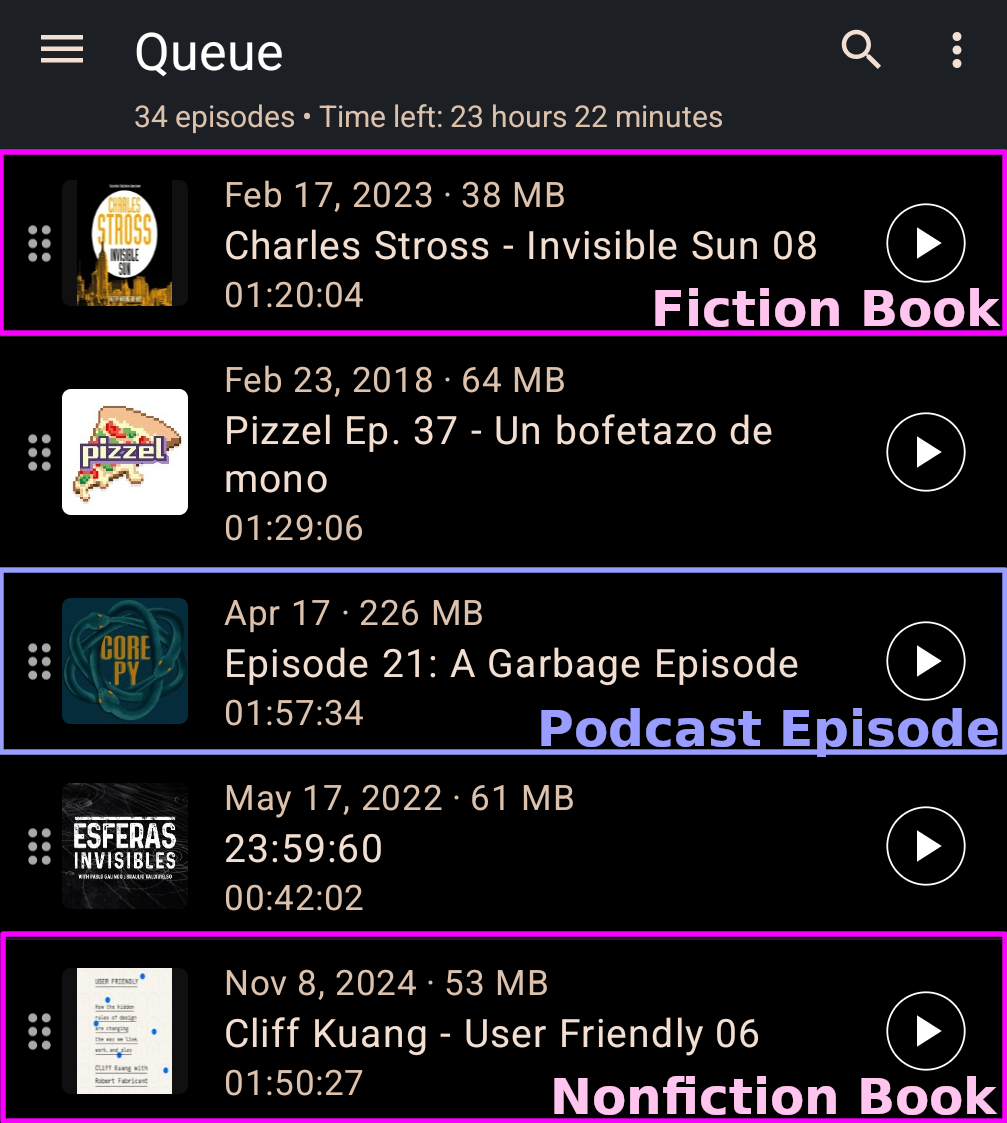 Queue
34 episodes • Time left: 23 hours 22 minutes
CHARLES
STROSS
INVISIBLE
SUN
Feb 17, 2023 · 38 MB
Charles Stross - Invisible Sun 08
01:20:04
Fiction Book
pizzel
Feb 23, 2018 · 64 MB
Pizzel Ep. 37 - Un bofetazo de
mono
01:29:06
CORE
PY
Apr 17 · 226 MB
Episode 21: A Garbage Episode
01:57:34
Podcast Episode
ESFERAS
INVISIBLES
May 17, 2022 · 61 MB
23:59:60
00:42:02
USER FRIENDLY
How the hidden
rules of design
are changing
the way we live,
work, and play
Cliff Kuang with
Robert Fabricant
Nov 8, 2024 · 53 MB
Cliff Kuang - User Friendly 06
01:50:27
Nonfiction Book